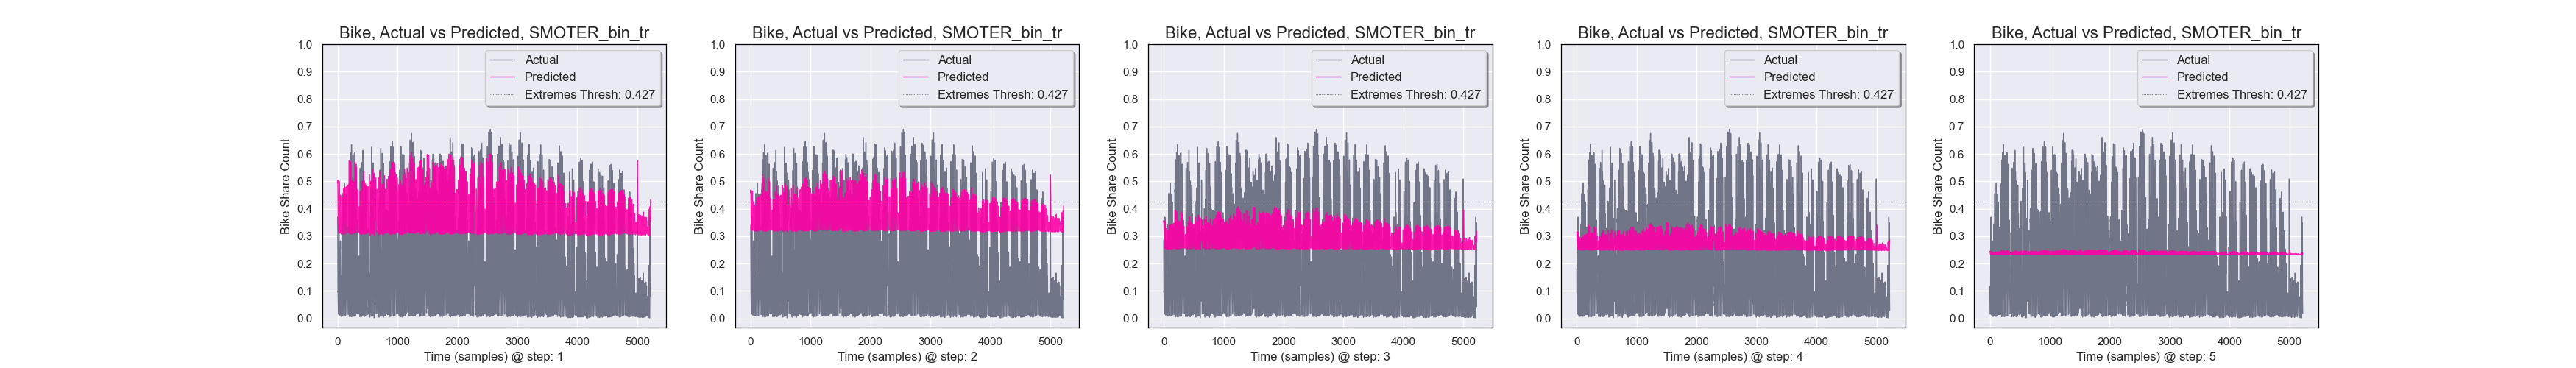 Bike, Actual vs Predicted, SMOTER_bin_tr
Actual
Predicted
Extremes Thresh: 0.427
Bike Share Count
1.0
0.9
0.8
0.7
0.6
0.5
0.4
0.3
0.2
0.1
0.0
0 1000 2000 3000 4000 5000
Time (samples) @ step: 1
Bike, Actual vs Predicted, SMOTER_bin_tr
Actual
Predicted
Extremes Thresh: 0.427
Bike Share Count
1.0
0.9
0.8
0.7
0.6
0.5
0.4
0.3
0.2
0.1
0.0
0 1000 2000 3000 4000 5000
Time (samples) @ step: 2
Bike, Actual vs Predicted, SMOTER_bin_tr
Actual
Predicted
Extremes Thresh: 0.427
Bike Share Count
1.0
0.9
0.8
0.7
0.6
0.5
0.4
0.3
0.2
0.1
0.0
0 1000 2000 3000 4000 5000
Time (samples) @ step: 3
Bike, Actual vs Predicted, SMOTER_bin_tr
Actual
Predicted
Extremes Thresh: 0.427
Bike Share Count
1.0
0.9
0.8
0.7
0.6
0.5
0.4
0.3
0.2
0.1
0.0
0 1000 2000 3000 4000 5000
Time (samples) @ step: 4
Bike, Actual vs Predicted, SMOTER_bin_tr
Actual
Predicted
Extremes Thresh: 0.427
Bike Share Count
1.0
0.9
0.8
0.7
0.6
0.5
0.4
0.3
0.2
0.1
0.0
0 1000 2000 3000 4000 5000
Time (samples) @ step: 5